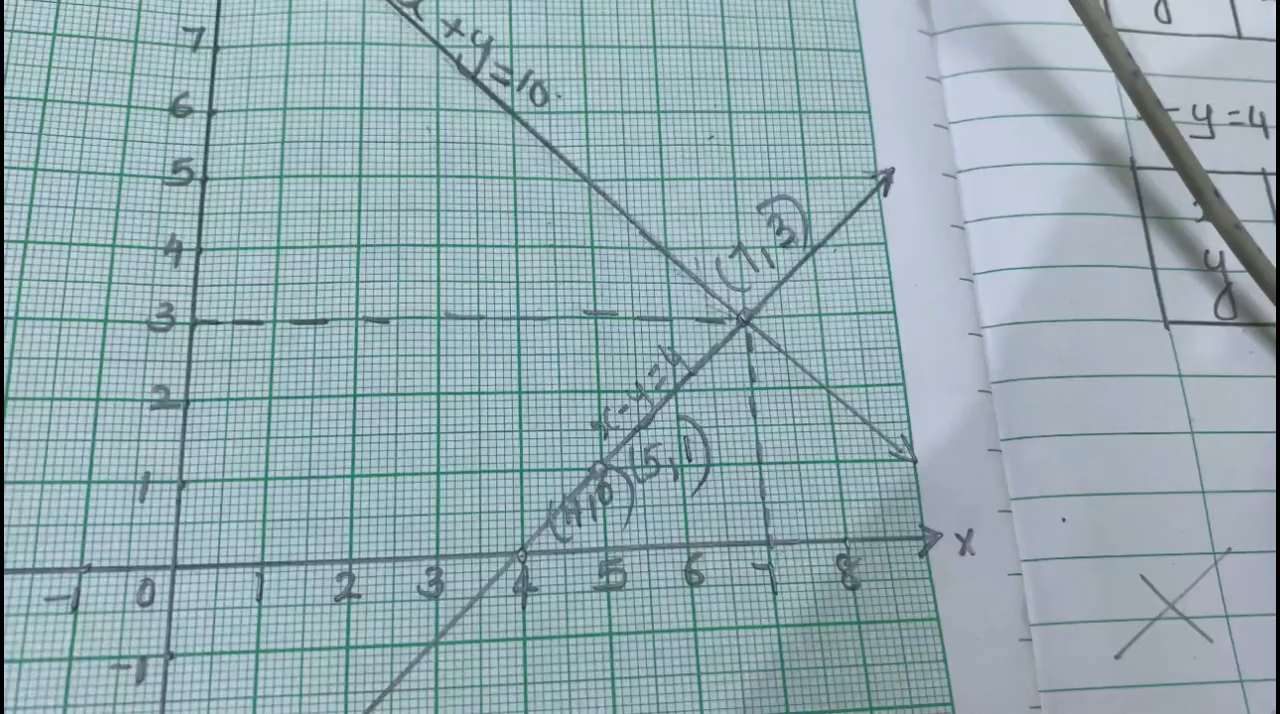 x+y=10.
7
6
5
4
3
2
1
(7,3)
x-y=4
(5,1)
(4,0)
-1 0 1 2 3 4 5 6 7 8 x
-1
y
-y=4
y